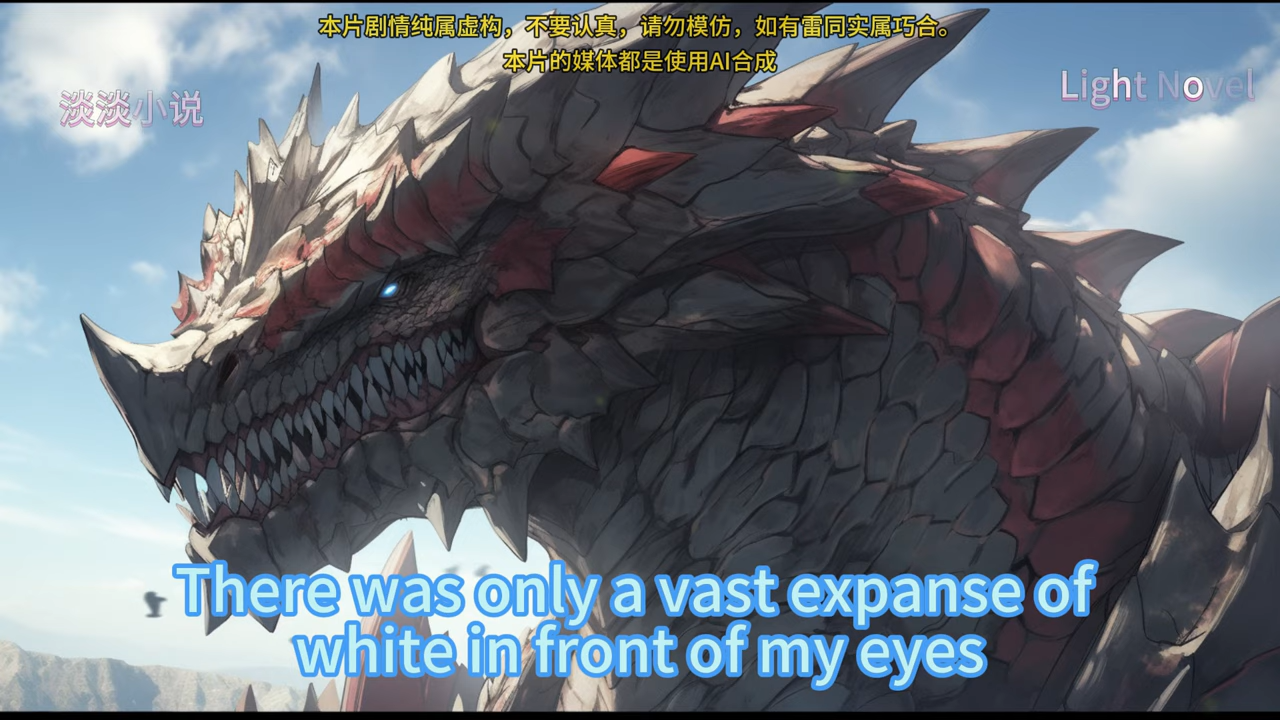 本片剧情纯属虚构，不要认真，请勿模仿，如有雷同实属巧合。
本片的媒体都是使用AI合成
淡淡小说
Light Novel
There was only a vast expanse of
white in front of my eyes